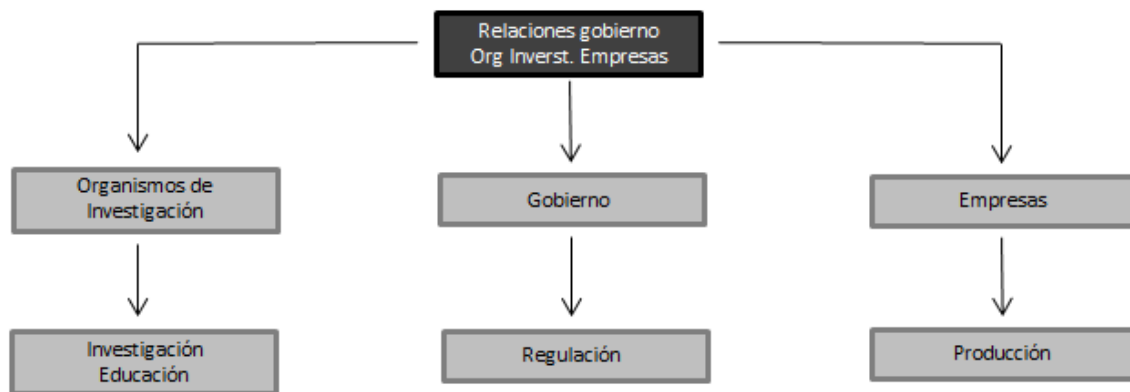 Relaciones gobierno
Org Inverst. Empresas
Organismos de
Investigación
Gobierno
Empresas
Investigación
Educación
Regulación
Producción